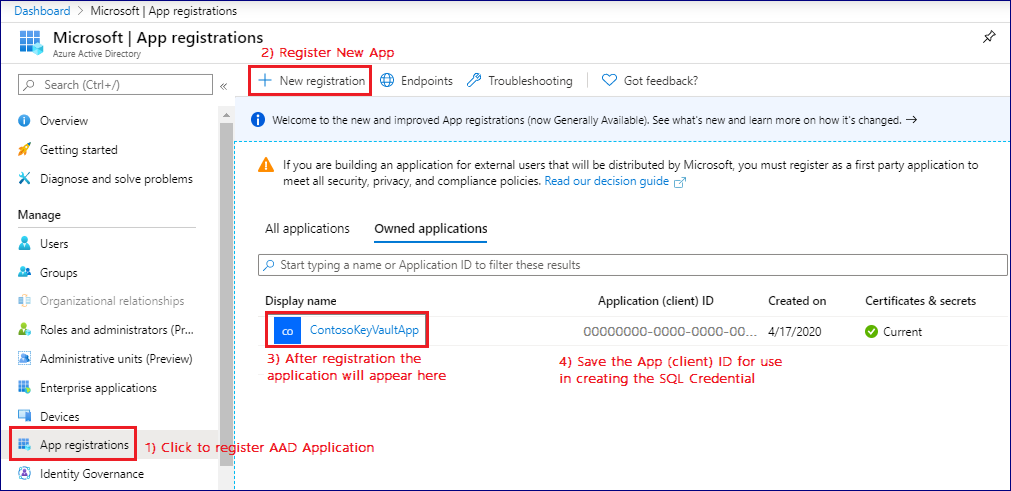 Dashboard > Microsoft | App registrations
Microsoft | App registrations
Azure Active Directory
Search (Ctrl+/)
«
Overview
Getting started
Diagnose and solve problems
Manage
Users
Groups
Organizational relationships
Roles and administrators (Pr...
Administrative units (Preview)
Enterprise applications
Devices
App registrations
Identity Governance
1) Click to register AAD Application
2) Register New App
+ New registration
Endpoints
Troubleshooting
Got feedback?
Welcome to the new and improved App registrations (now Generally Available). See what's new and learn more on how it's changed. →
If you are building an application for external users that will be distributed by Microsoft, you must register as a first party application to
meet all security, privacy, and compliance policies. Read our decision guide
All applications
Owned applications
Start typing a name or Application ID to filter these results
Display name
Application (client) ID
Created on
Certificates & secrets
CO
ContosoKeyVaultApp
00000000-0000-0000-00...
4/17/2020
Current
3) After registration the
application will appear here
4) Save the App (client) ID for use
in creating the SQL Credential